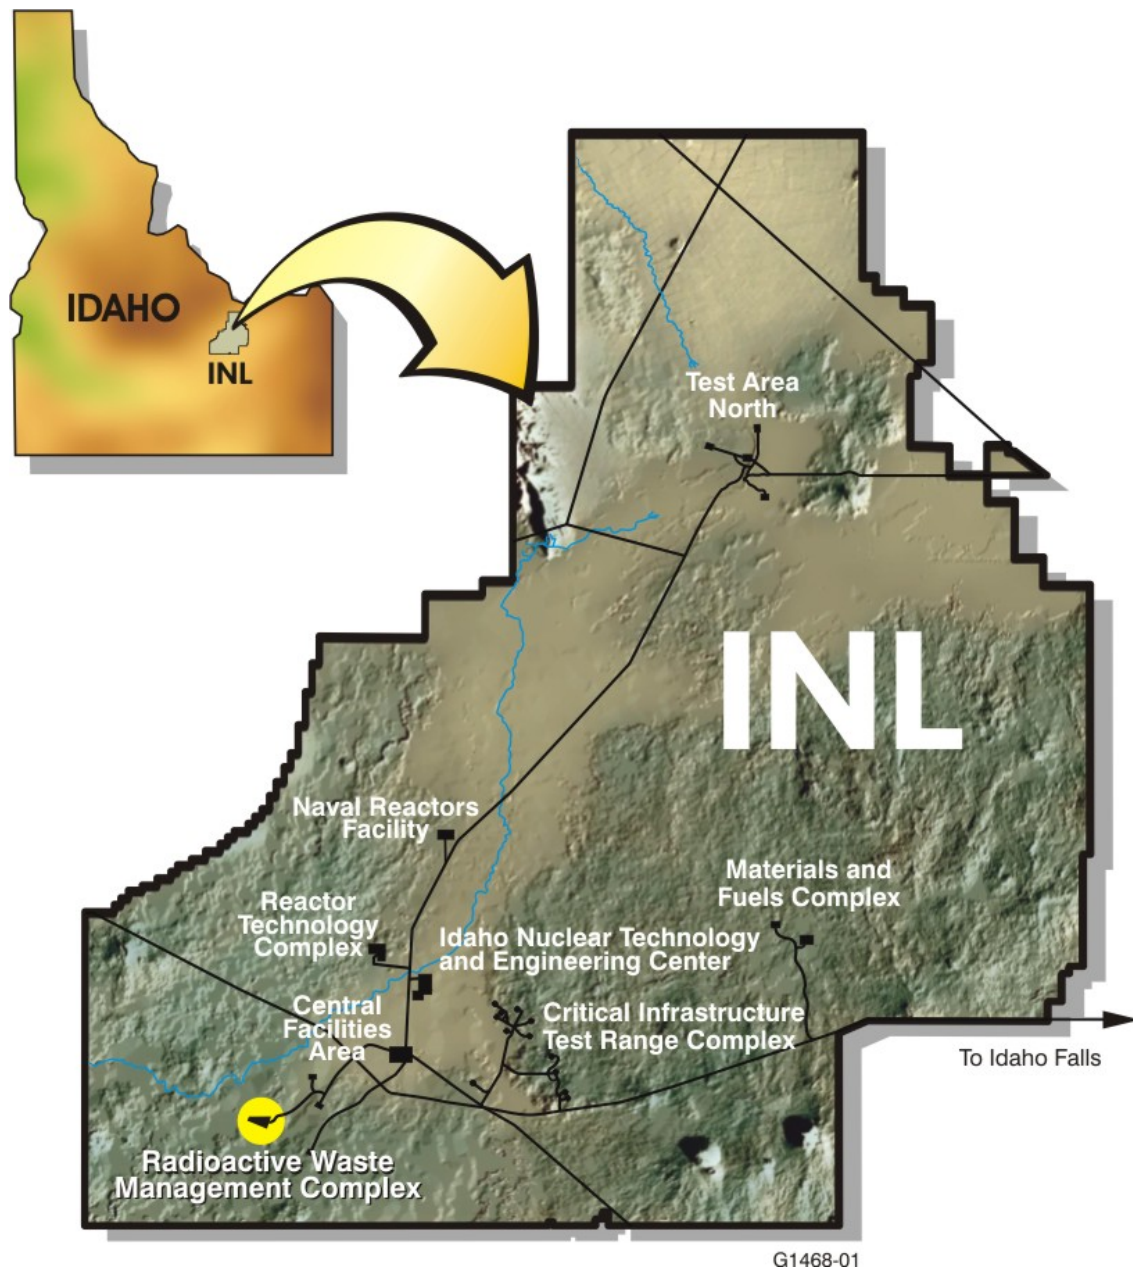 IDAHO
INL
Test Area
North
INL
Naval Reactors
Facility
Materials and
Fuels Complex
Reactor
Technology
Complex
Idaho Nuclear Technology
and Engineering Center
Central
Facilities
Area
Critical Infrastructure
Test Range Complex
To Idaho Falls
Radioactive Waste
Management Complex
G1468-01